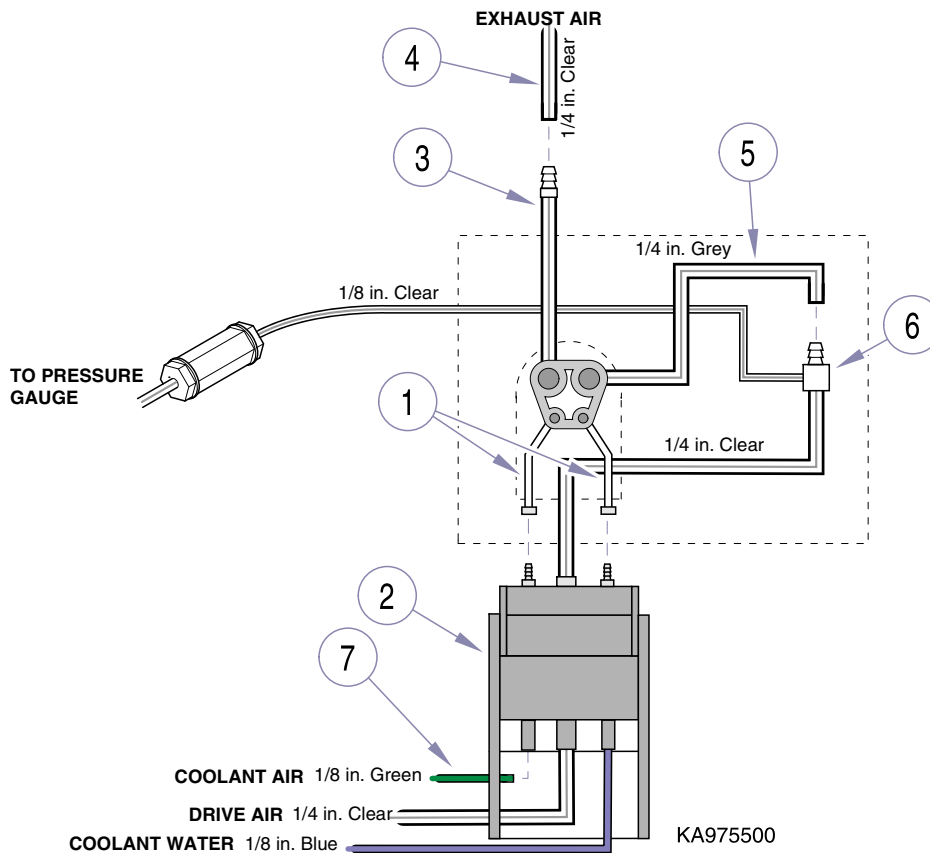 EXHAUST AIR
4
1/4 in. Clear
3
5
1/4 in. Grey
1/8 in. Clear
6
TO PRESSURE
GAUGE
1
1/4 in. Clear
2
7
COOLANT AIR 1/8 in. Green
DRIVE AIR 1/4 in. Clear
COOLANT WATER 1/8 in. Blue
KA975500